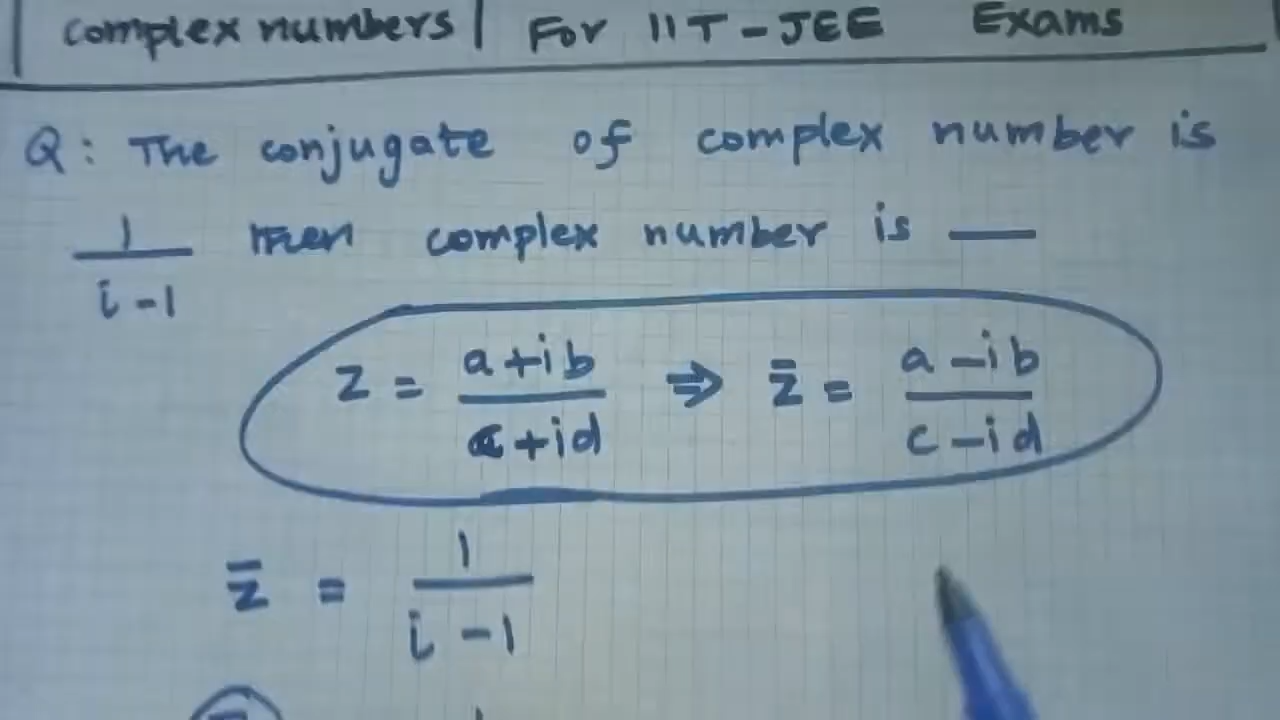 complex numbers | For IIT-JEE Exams
Q: The conjugate of complex number is
1/(i-1) then complex number is —
z = (a+ib)/(c+id) ⇒ z̄ = (a-ib)/(c-id)
z̄ = 1/(i-1)